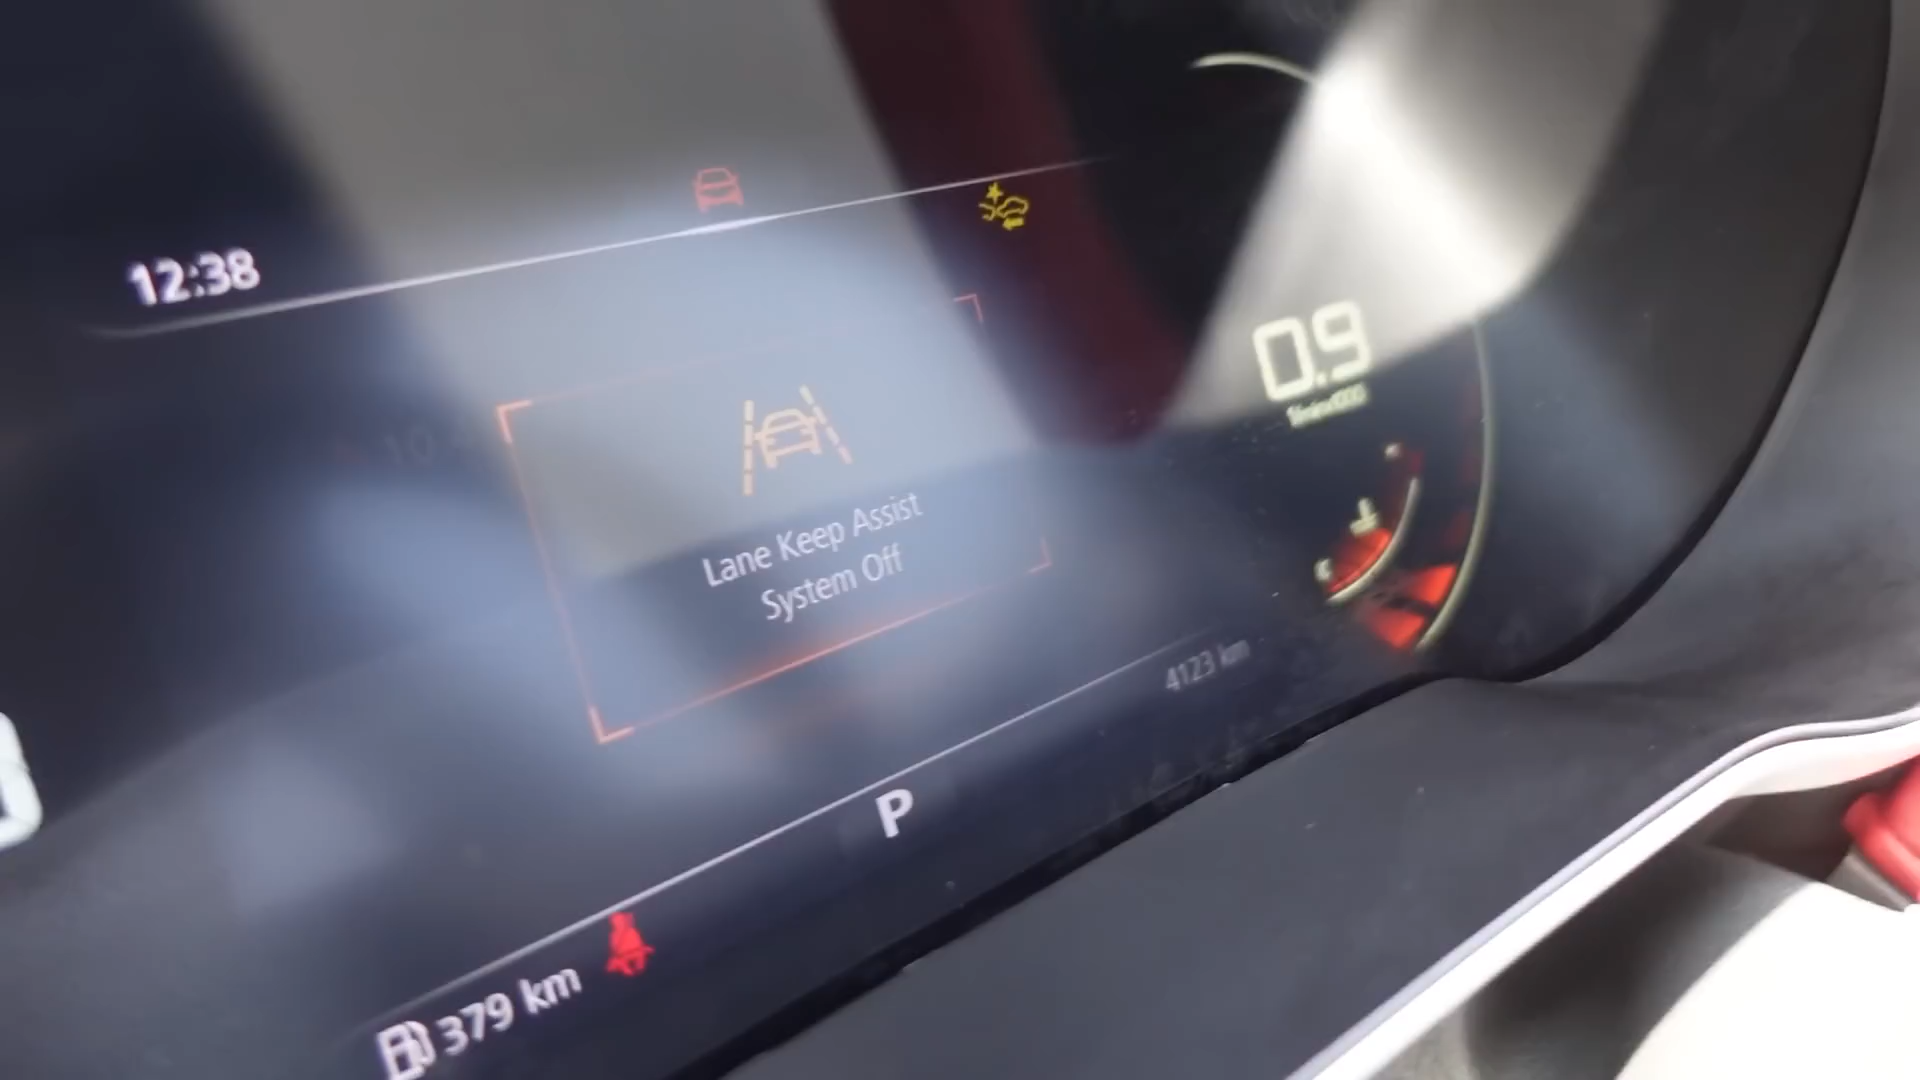 12:38
0.9
Lane Keep Assist
System Off
4123 km
P
379 km